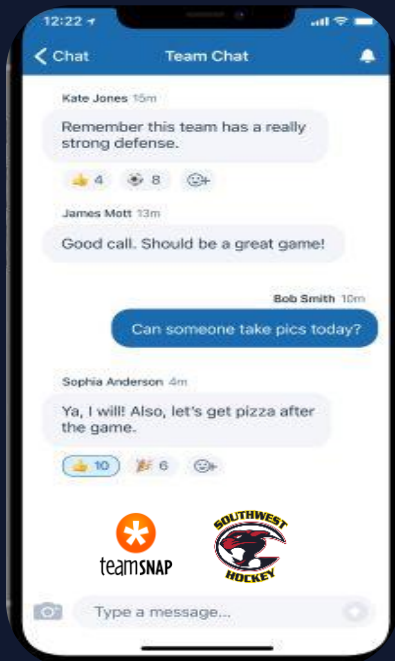 12:22
Chat
Team Chat
Kate Jones 15m
Remember this team has a really
strong defense.
4
8
James Mott 13m
Good call. Should be a great game!
Bob Smith 10m
Can someone take pics today?
Sophia Anderson 4m
Ya, I will! Also, let's get pizza after
the game.
10
6
teamSNAP
SOUTHWEST
HOCKEY
Type a message...